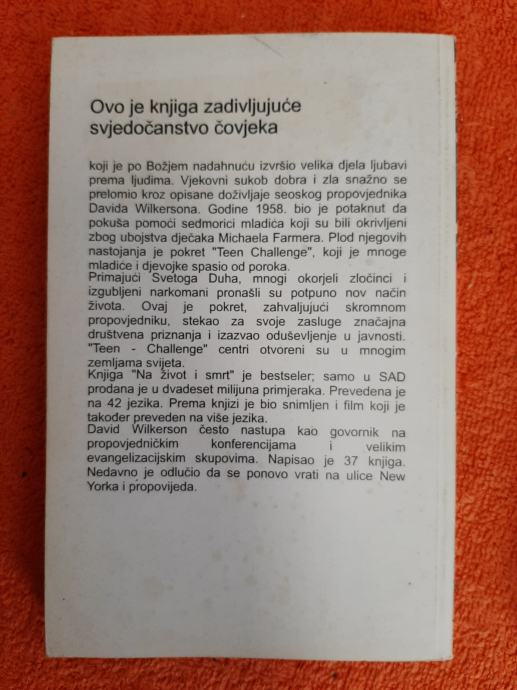 Ovo je knjiga zadivljujuće
svjedočanstvo čovjeka
koji je po Božjem nadahnuću izvršio velika djela ljubavi
prema ljudima. Vjekovni sukob dobra i zla snažno se
prelomio kroz opisane doživljaje seoskog propovjednika
Davida Wilkersona. Godine 1958. bio je potaknut da
pokuša pomoći sedmorici mladića koji su bili okrivljeni
zbog ubojstva dječaka Michaela Farmera. Plod njegovih
nastojanja je pokret "Teen Challenge", koji je mnoge
mladiće i djevojke spasio od poroka.
Primajući Svetoga Duha, mnogi okorjeli zločinci i
izgubljeni narkomani pronašli su potpuno nov način
života. Ovaj je pokret, zahvaljujući skromnom
propovjedniku, stekao za svoje zasluge značajna
društvena priznanja i izazvao oduševljenje u javnosti.
"Teen - Challenge" centri otvoreni su u mnogim
zemljama svijeta.
Knjiga "Na život i smrt" je bestseler; samo u SAD
prodana je u dvadeset milijuna primjeraka. Prevedena je
na 42 jezika. Prema knjizi je bio snimljen i film koji je
također preveden na više jezika.
David Wilkerson često nastupa kao govornik na
propovjedničkim konferencijama i velikim
evangelizacijskim skupovima. Napisao je 37 knjiga.
Nedavno je odlučio da se ponovo vrati na ulice New
Yorka i propovijeda.